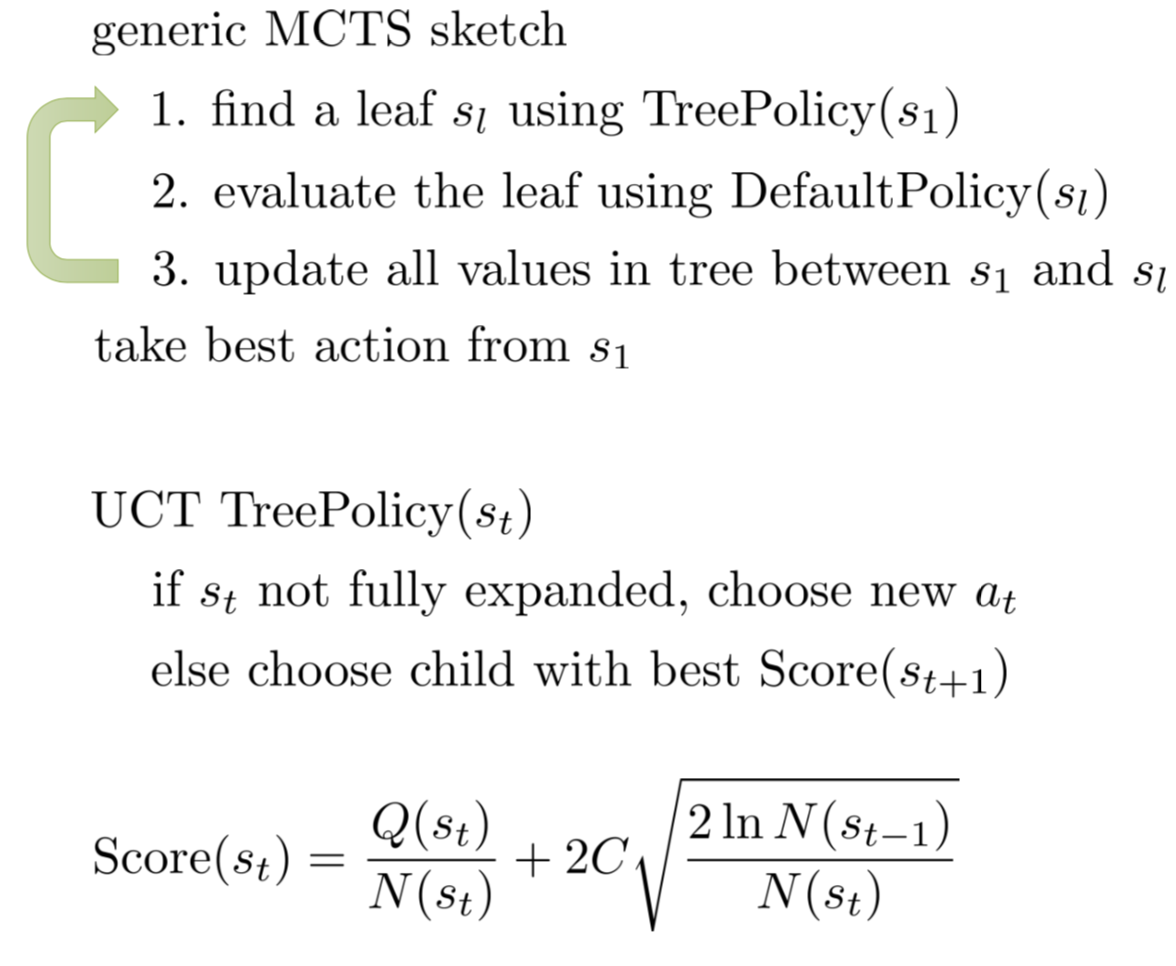 generic MCTS sketch
1. find a leaf $s_l$ using TreePolicy($s_1$)
2. evaluate the leaf using DefaultPolicy($s_l$)
3. update all values in tree between $s_1$ and $s_l$
take best action from $s_1$
UCT TreePolicy($s_t$)
if $s_t$ not fully expanded, choose new $a_t$
else choose child with best Score($s_{t+1}$)
Score($s_t$) = $\frac{Q(s_t)}{N(s_t)} + 2C\sqrt{\frac{2 \ln N(s_{t-1})}{N(s_t)}}$